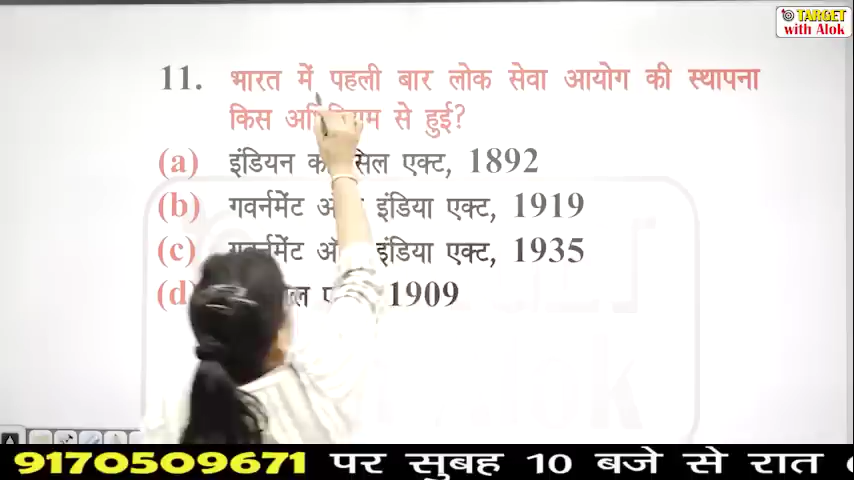 TARGET
with Alok
11. भारत में पहली बार लोक सेवा आयोग की स्थापना
किस से हुई?
(a) इंडियन एक्ट, 1892
(b) गवर्नमेंट इंडिया एक्ट, 1919
(c) इंडिया एक्ट, 1935
(d) 1909
9170509671 पर सुबह 10 बजे से रात